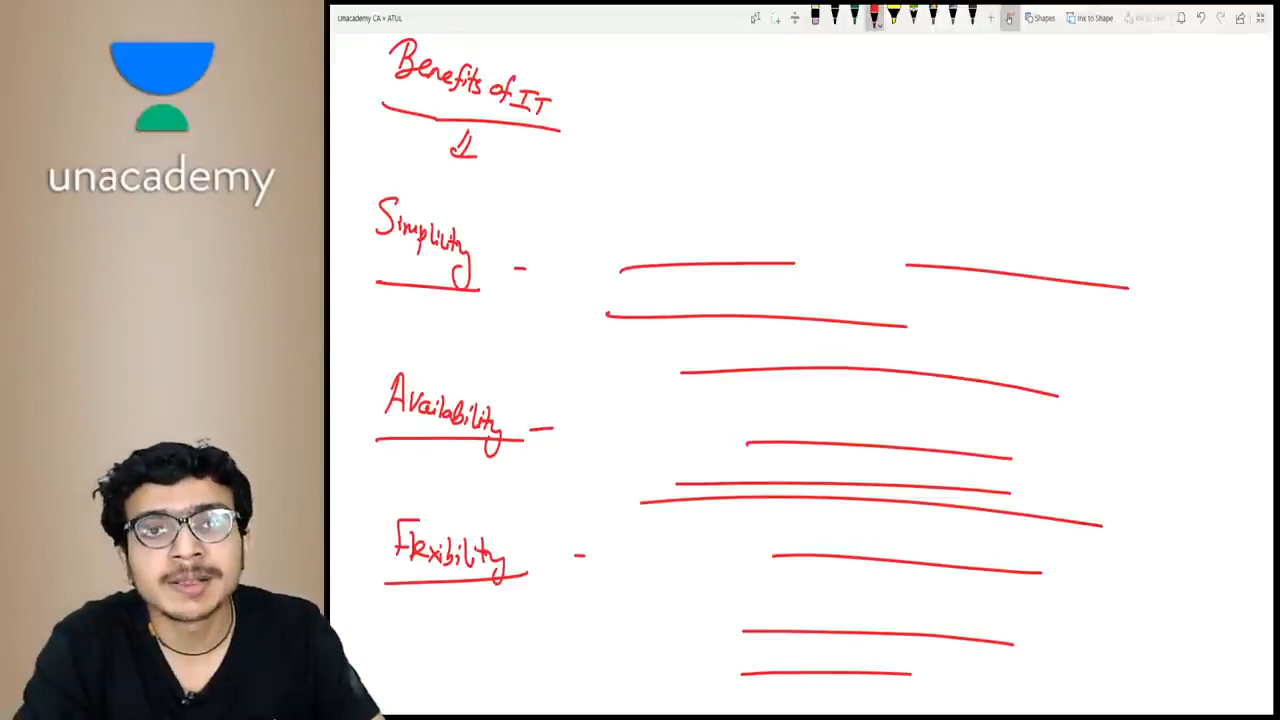 unacademy
Unacademy CA × ATUL
Shapes
Ink to Shape
Benefits of IT
Simplicity -
Availability -
Flexibility -